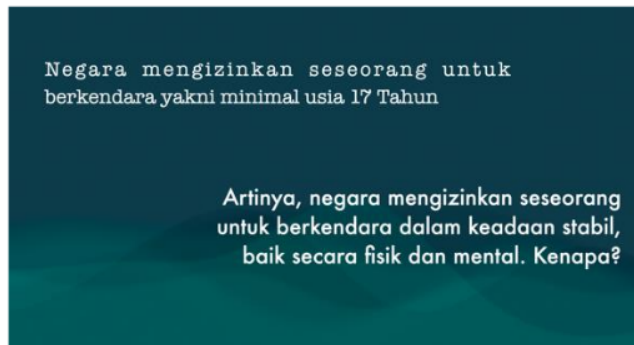 Negara mengizinkan seseorang untuk
berkendara yakni minimal usia 17 Tahun
Artinya, negara mengizinkan seseorang
untuk berkendara dalam keadaan stabil,
baik secara fisik dan mental. Kenapa?